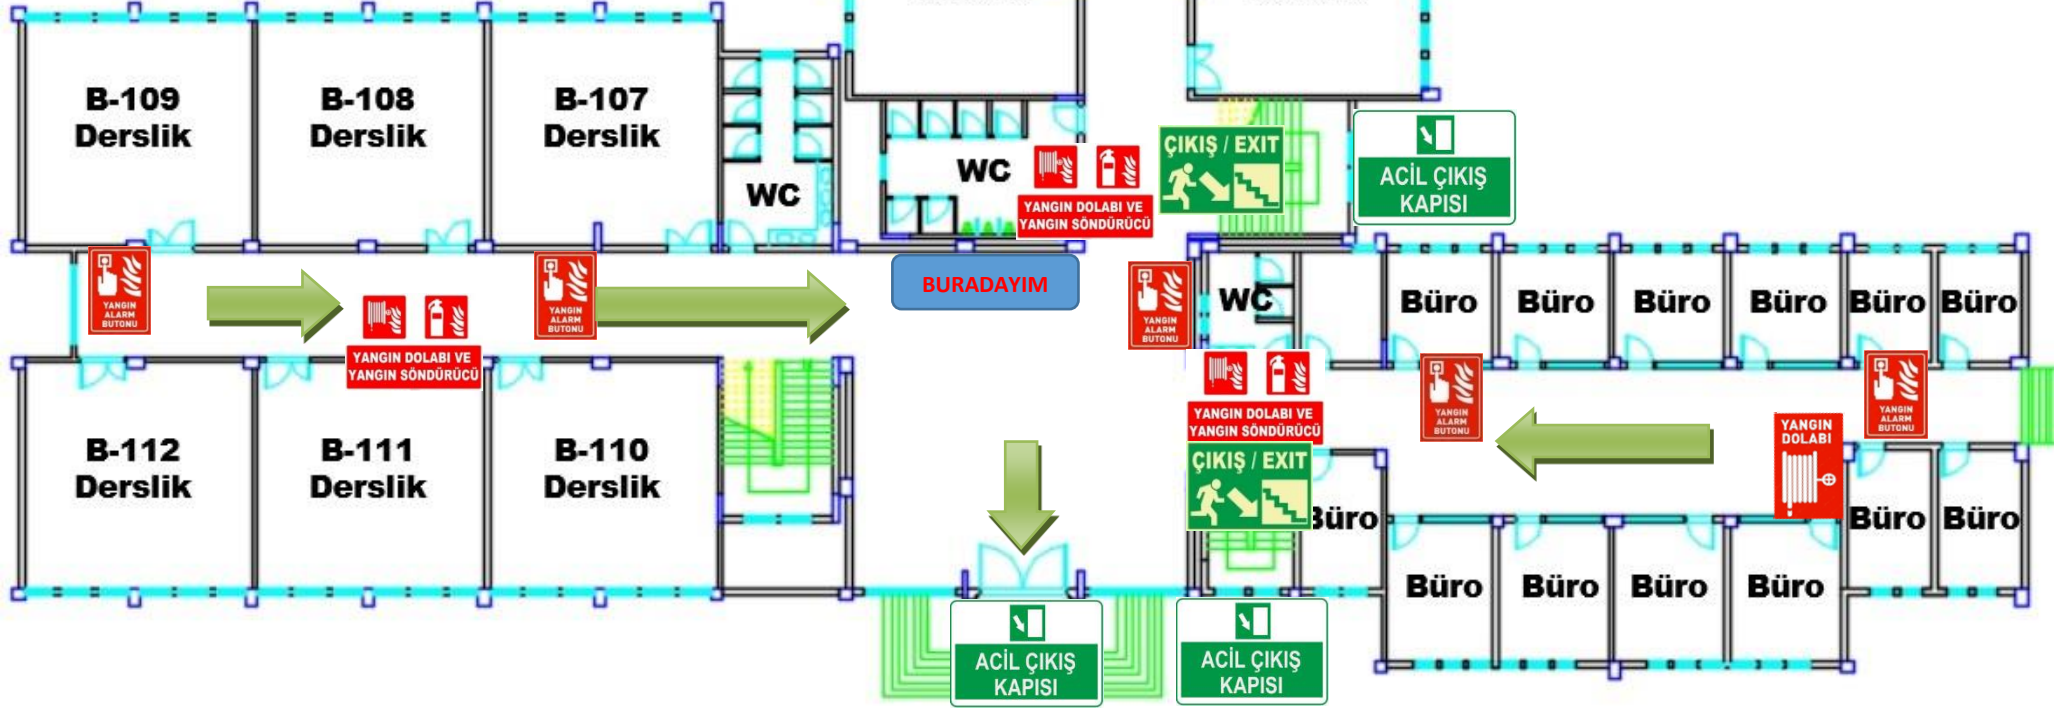 B-109
Derslik
B-108
Derslik
B-107
Derslik
WC
WC
YANGIN DOLABI VE
YANGIN SÖNDÜRÜCÜ
ÇIKIŞ / EXIT
ACİL ÇIKIŞ
KAPISI
YANGIN
ALARM
BUTONU
YANGIN DOLABI VE
YANGIN SÖNDÜRÜCÜ
YANGIN
ALARM
BUTONU
BURADAYIM
YANGIN
ALARM
BUTONU
WC
Büro
Büro
Büro
Büro
Büro
Büro
YANGIN DOLABI VE
YANGIN SÖNDÜRÜCÜ
YANGIN
ALARM
BUTONU
YANGIN
DOLABI
YANGIN
ALARM
BUTONU
B-112
Derslik
B-111
Derslik
B-110
Derslik
ÇIKIŞ / EXIT
Büro
Büro
Büro
Büro
Büro
Büro
Büro
ACİL ÇIKIŞ
KAPISI
ACİL ÇIKIŞ
KAPISI